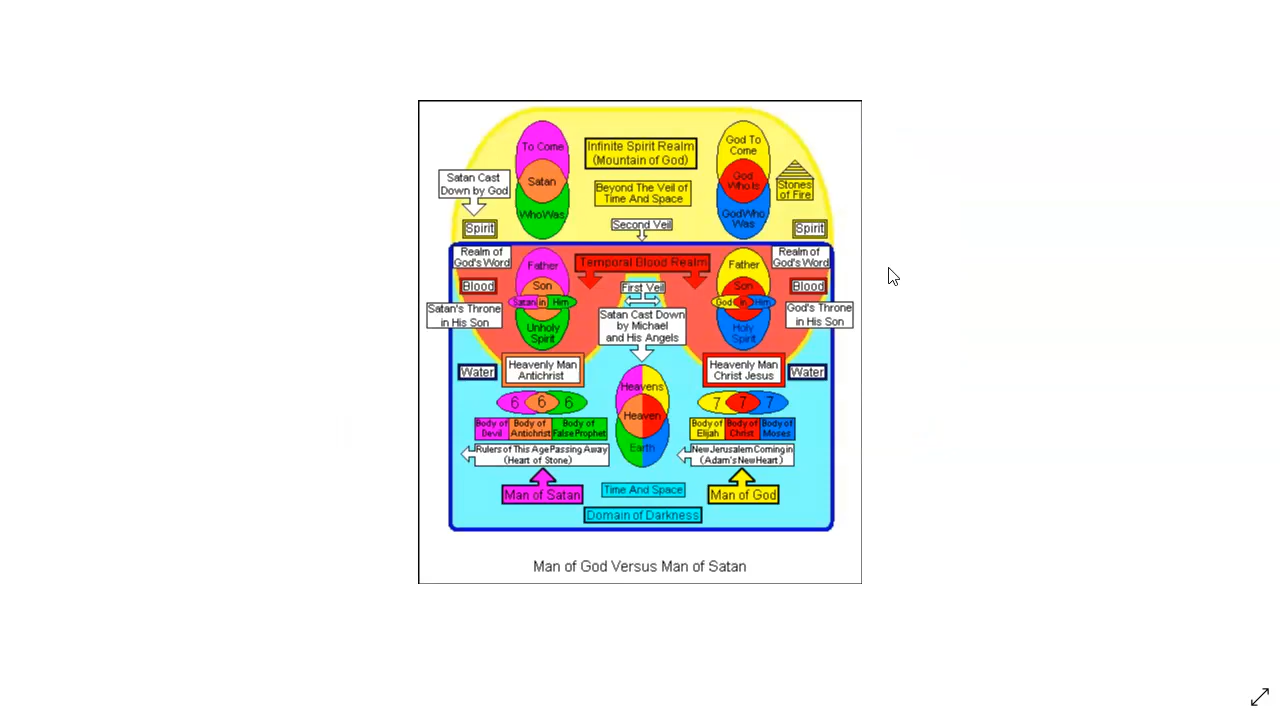 To Come
Satan
Who Was
Infinite Spirit Realm
(Mountain of God)
Beyond The Veil of
Time And Space
Second Veil
God To
Come
God
Who Is
God Who
Was
Stones
of Fire
Satan Cast
Down by God
Spirit
Spirit
Realm of
God's Word
Father
Son
Satan in Him
Unholy
Spirit
Temporal Blood Realm
First Veil
Satan Cast Down
by Michael
and His Angels
Father
Son
God in Him
Holy
Spirit
Realm of
God's Word
Blood
Blood
Satan's Throne
in His Son
God's Throne
in His Son
Water
Heavenly Man
Antichrist
Heavenly Man
Christ Jesus
Water
6 6 6
Heavens
Heaven
Earth
7 7 7
Body of
Devil
Body of
Antichrist
Body of
False Prophet
Body of
Elijah
Body of
Christ
Body of
Moses
Rulers of This Age Passing Away
(Heart of Stone)
New Jerusalem Coming in
(Adam's New Heart)
Man of Satan
Time And Space
Man of God
Domain of Darkness
Man of God Versus Man of Satan